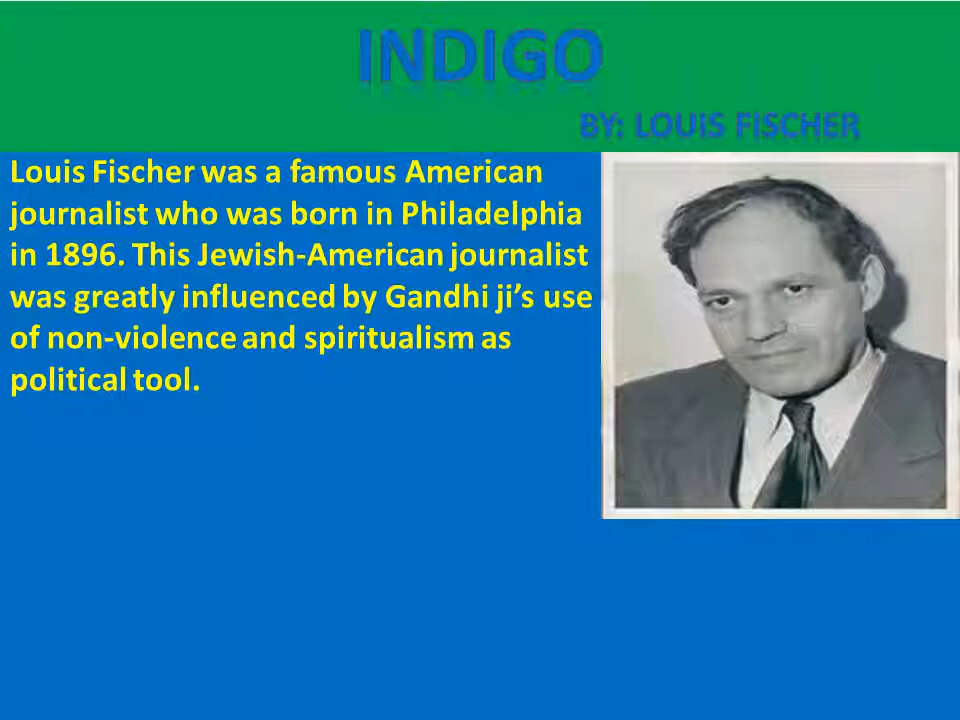 INDIGO
BY: LOUIS FISCHER
Louis Fischer was a famous American
journalist who was born in Philadelphia
in 1896. This Jewish-American journalist
was greatly influenced by Gandhi ji’s use
of non-violence and spiritualism as
political tool.